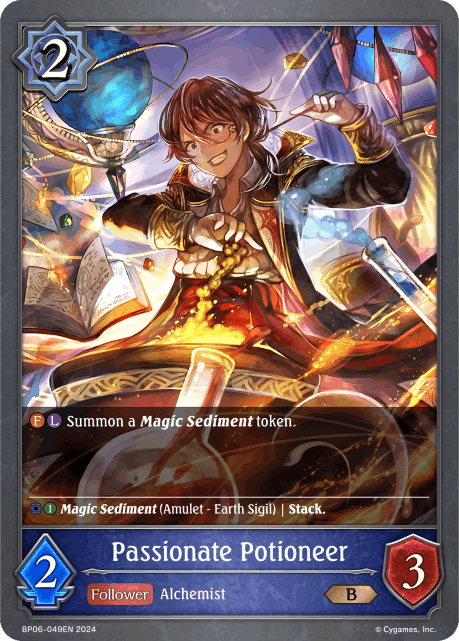 2
F L Summon a Magic Sediment token.
1 Magic Sediment (Amulet - Earth Sigil) | Stack.
Passionate Potioneer
2
3
Follower Alchemist
B
BP06-049EN 2024
© Cygames, Inc.